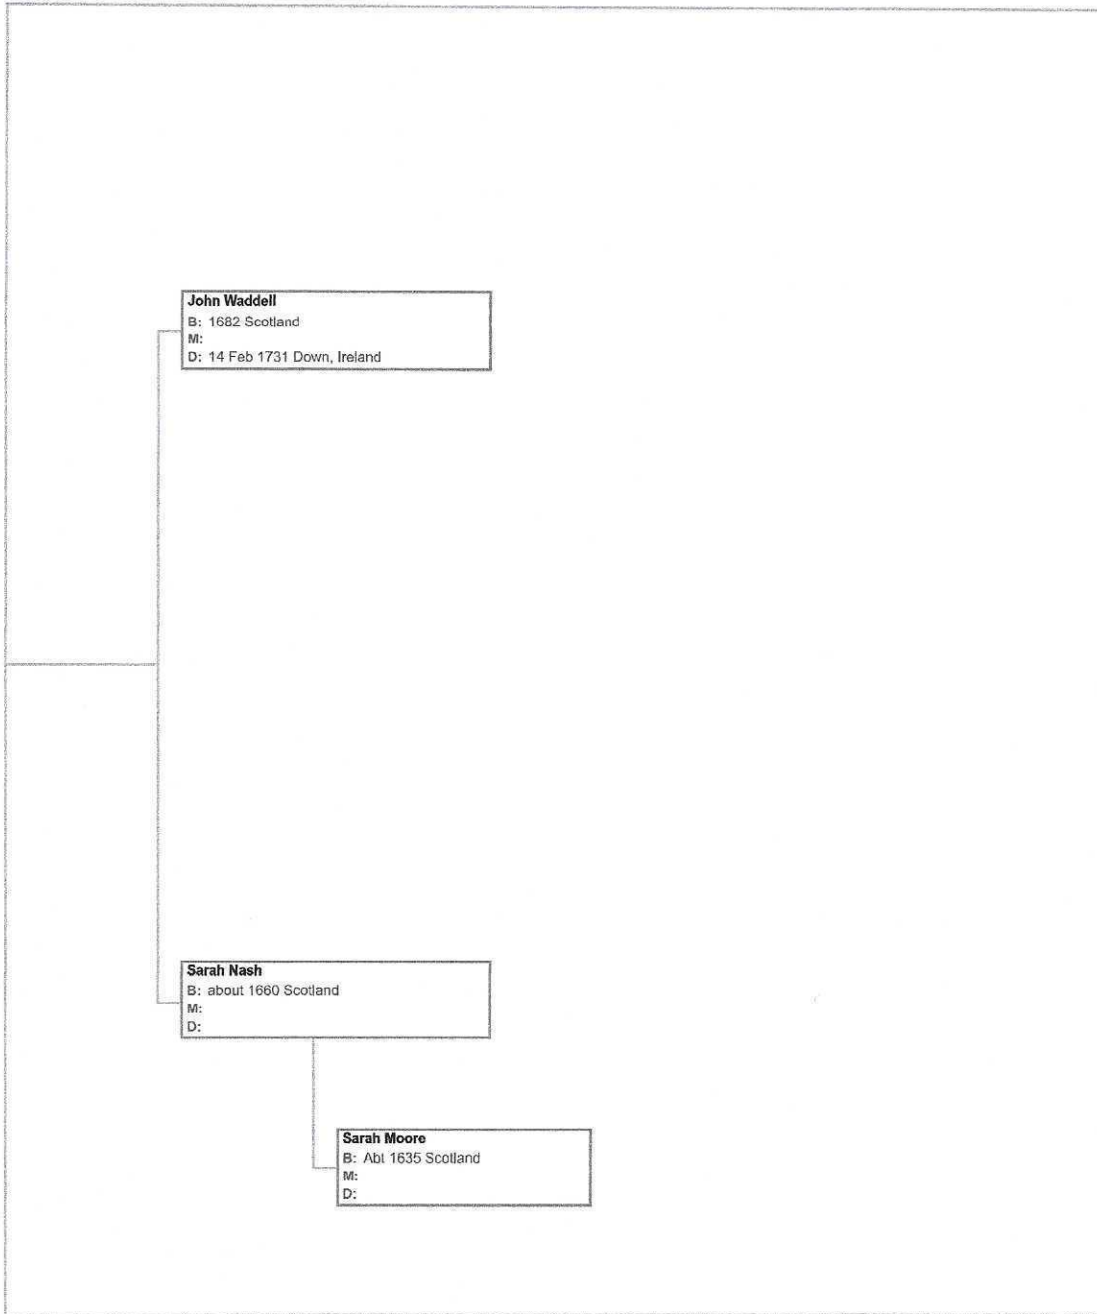 John Waddell
B: 1682 Scotland
M:
D: 14 Feb 1731 Down, Ireland
Sarah Nash
B: about 1660 Scotland
M:
D:
Sarah Moore
B: Abt 1635 Scotland
M:
D: